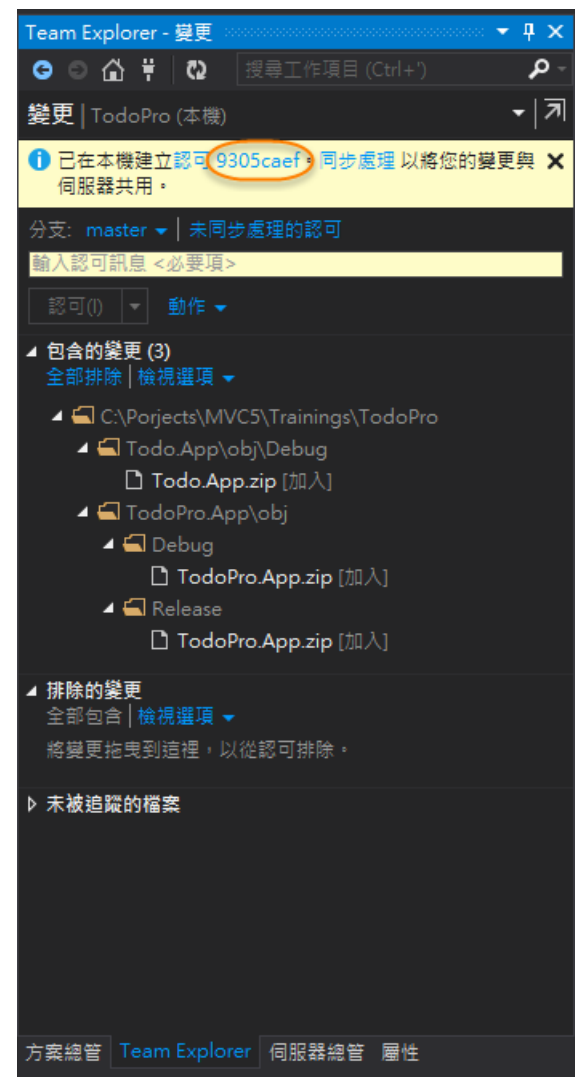 Team Explorer - 變更
搜尋工作項目 (Ctrl+')
變更 | TodoPro (本機)
已在本機建立認可 9305caef。同步處理 以將您的變更與
伺服器共用。
分支: master | 未同步處理的認可
輸入認可訊息 <必要項>
認可(I) 動作
包含的變更 (3)
全部排除 | 檢視選項
C:\Porjects\MVC5\Trainings\TodoPro
Todo.App\obj\Debug
Todo.App.zip [加入]
TodoPro.App\obj
Debug
TodoPro.App.zip [加入]
Release
TodoPro.App.zip [加入]
排除的變更
全部包含 | 檢視選項
將變更拖曳到這裡，以從認可排除。
未被追蹤的檔案
方案總管 Team Explorer 伺服器總管 屬性